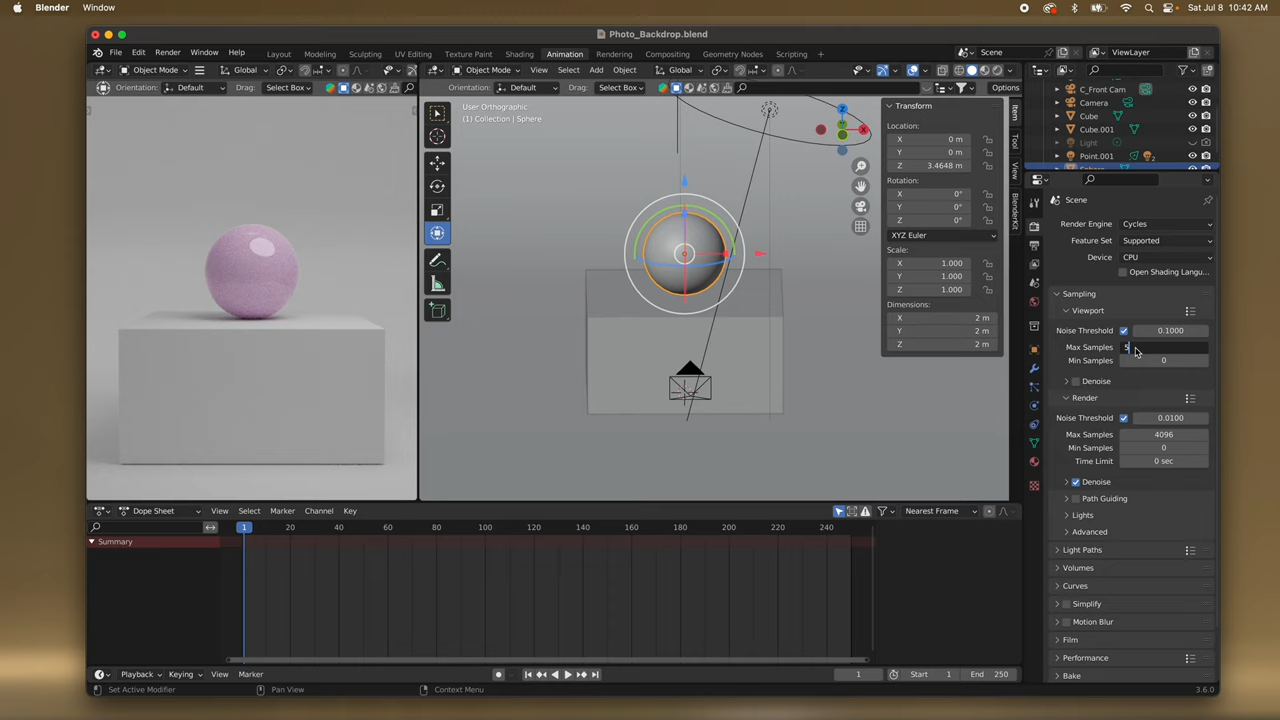 Blender Window Sat Jul 8 10:42 AM
Photo_Backdrop.blend
File Edit Render Window Help Layout Modeling Sculpting UV Editing Texture Paint Shading Animation Rendering Compositing Geometry Nodes Scripting + Scene ViewLayer
Object Mode Global Object Mode View Select Add Object Global
Orientation: Default Drag: Select Box Orientation: Default Drag: Select Box Options
User Orthographic
(1) Collection | Sphere
Z
Y
X
Transform
Location:
X 0 m
Y 0 m
Z 3.4648 m
Rotation:
X 0°
Y 0°
Z 0°
XYZ Euler
Scale:
X 1.000
Y 1.000
Z 1.000
Dimensions:
X 2 m
Y 2 m
Z 2 m
Item
Tool
View
BlenderKit
C_Front Cam
Camera
Cube
Cube.001
Light
Point.001 2
Sphere
Scene
Render Engine Cycles
Feature Set Supported
Device CPU
Open Shading Langu...
Sampling
Viewport
Noise Threshold 0.1000
Max Samples 5
Min Samples 0
Denoise
Render
Noise Threshold 0.0100
Max Samples 4096
Min Samples 0
Time Limit 0 sec
Denoise
Path Guiding
Lights
Advanced
Light Paths
Volumes
Curves
Simplify
Motion Blur
Film
Performance
Bake
Dope Sheet View Select Marker Channel Key Nearest Frame
1 20 40 60 80 100 120 140 160 180 200 220 240
Summary
Playback Keying View Marker 1 Start 1 End 250
Set Active Modifier Pan View Context Menu 3.6.0